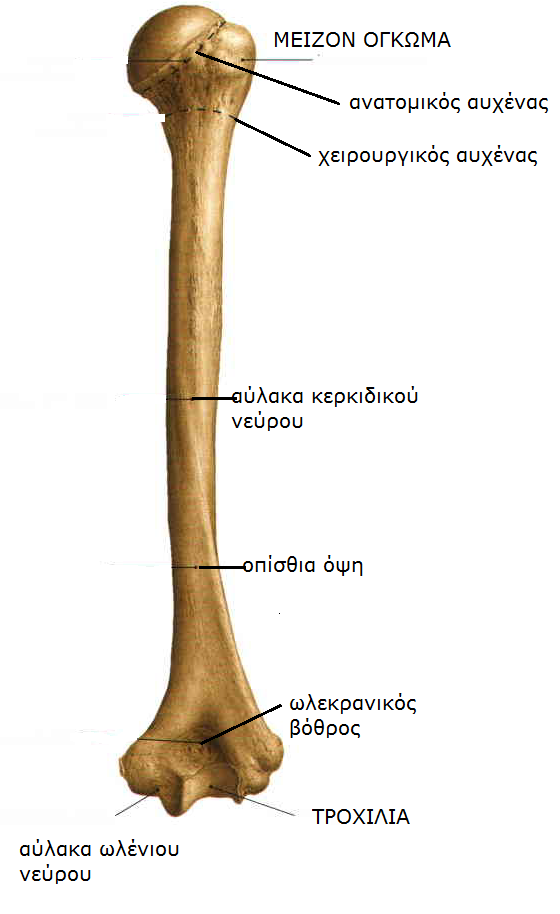 ΜΕΙΖΟΝ ΟΓΚΩΜΑ
ανατομικός αυχένας
χειρουργικός αυχένας
αύλακα κερκιδικού
νεύρου
οπίσθια όψη
ωλεκρανικός
βόθρος
ΤΡΟΧΙΛΙΑ
αύλακα ωλένιου
νεύρου